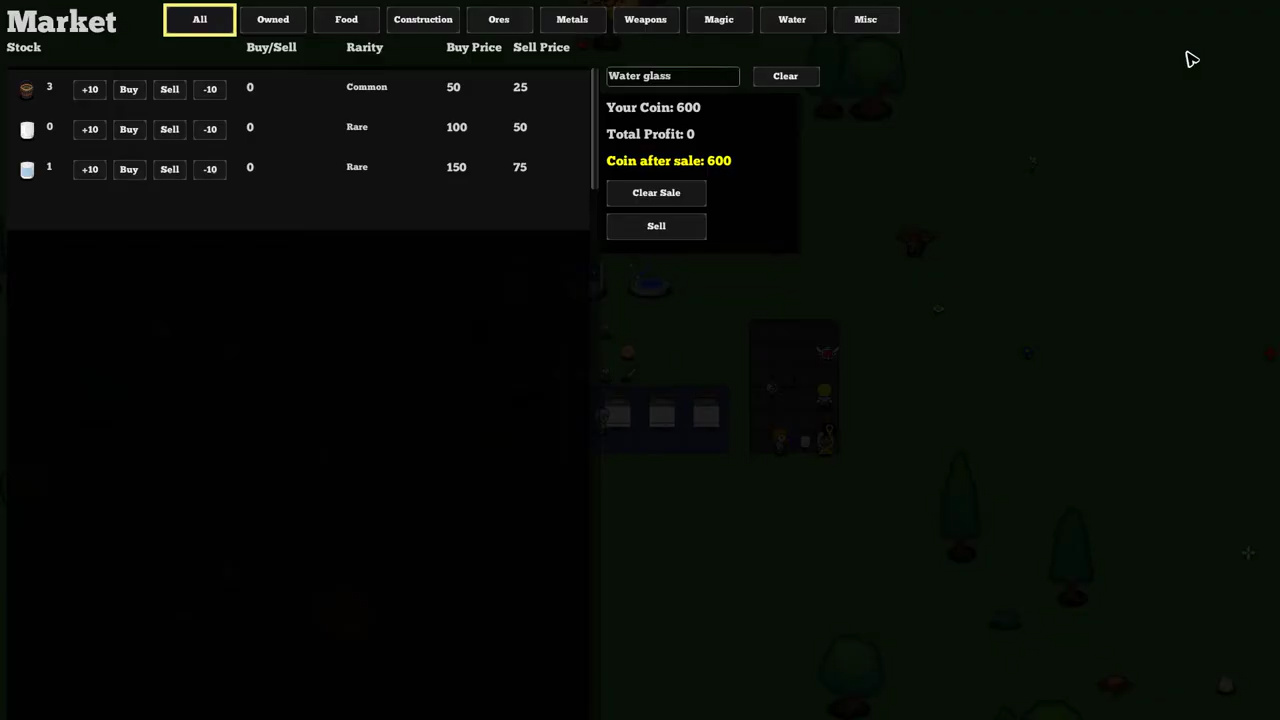 Market All Owned Food Construction Ores Metals Weapons Magic Water Misc
Stock Buy/Sell Rarity Buy Price Sell Price
3 +10 Buy Sell -10 0 Common 50 25
0 +10 Buy Sell -10 0 Rare 100 50
1 +10 Buy Sell -10 0 Rare 150 75
Water glass Clear
Your Coin: 600
Total Profit: 0
Coin after sale: 600
Clear Sale
Sell